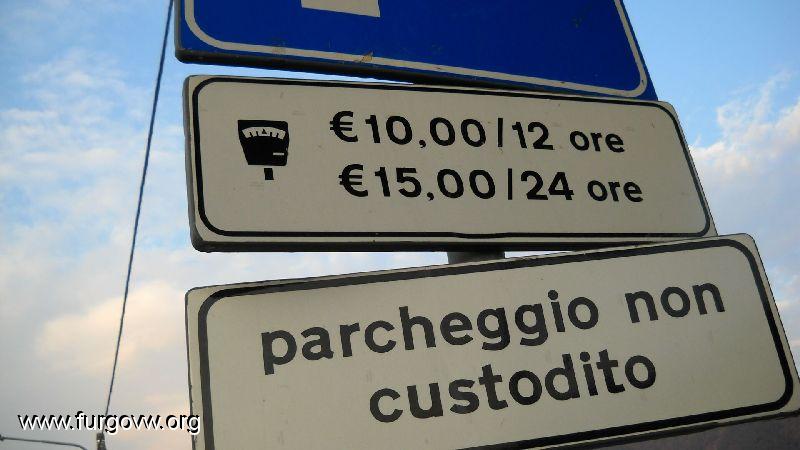 €10,00/12 ore
€15,00/24 ore
parcheggio non
custodito
www.furgovw.org